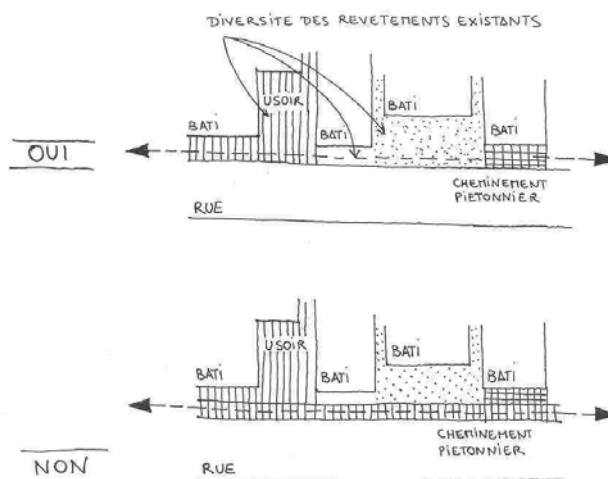 DIVERSITE DES REVETEMENTS EXISTANTS
USOIR
BATI
BATI
BATI
BATI
OUI
CHEMINEMENT
PIETONNIER
RUE
USOIR
BATI
BATI
BATI
BATI
CHEMINEMENT
PIETONNIER
NON
RUE